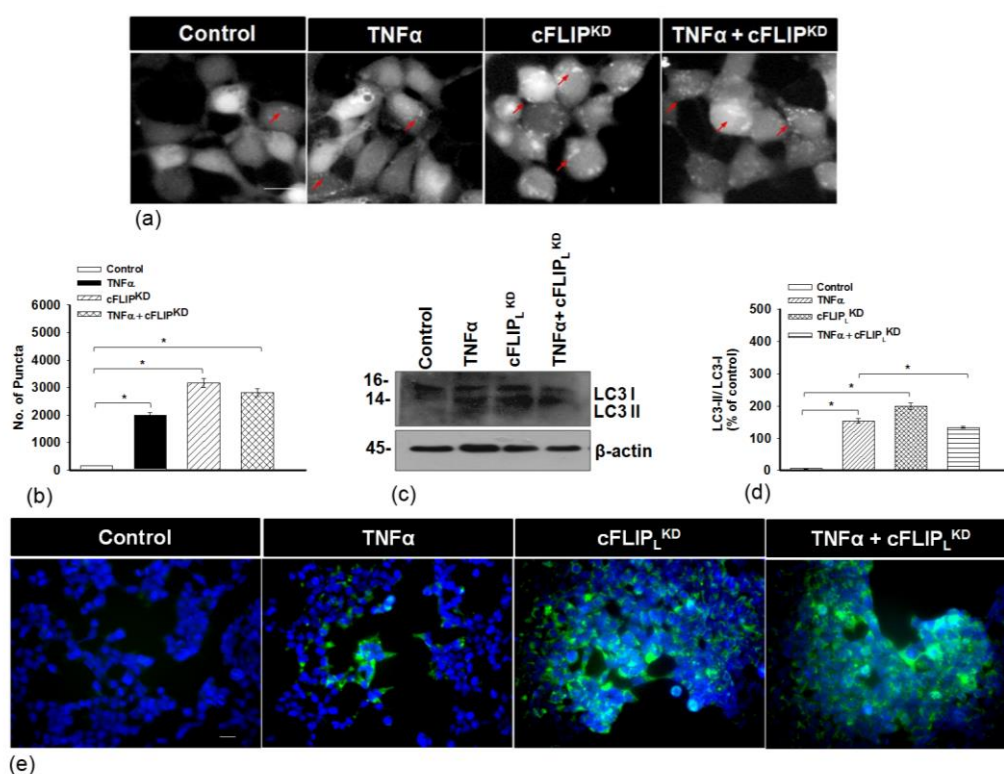 Control TNFα cFLIP^KD TNFα + cFLIP^KD
(a)
Control
TNFα
cFLIP^KD
TNFα + cFLIP^KD
No. of Puncta
6000
5000
4000
3000
2000
1000
0
*
*
*
(b)
Control
TNFα
cFLIP_L^KD
TNFα+ cFLIP_L^KD
16-
14-
LC3 I
LC3 II
45-
β-actin
(c)
Control
TNFα
cFLIP_L^KD
TNFα + cFLIP_L^KD
LC3-II/ LC3-I
(% of control)
500
400
300
200
100
0
*
*
*
(d)
Control TNFα cFLIP_L^KD TNFα + cFLIP_L^KD
(e)